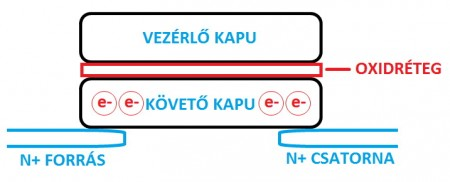 VEZÉRLŐ KAPU
OXIDRÉTEG
e- e- KÖVETŐ KAPU e- e-
N+ FORRÁS
N+ CSATORNA